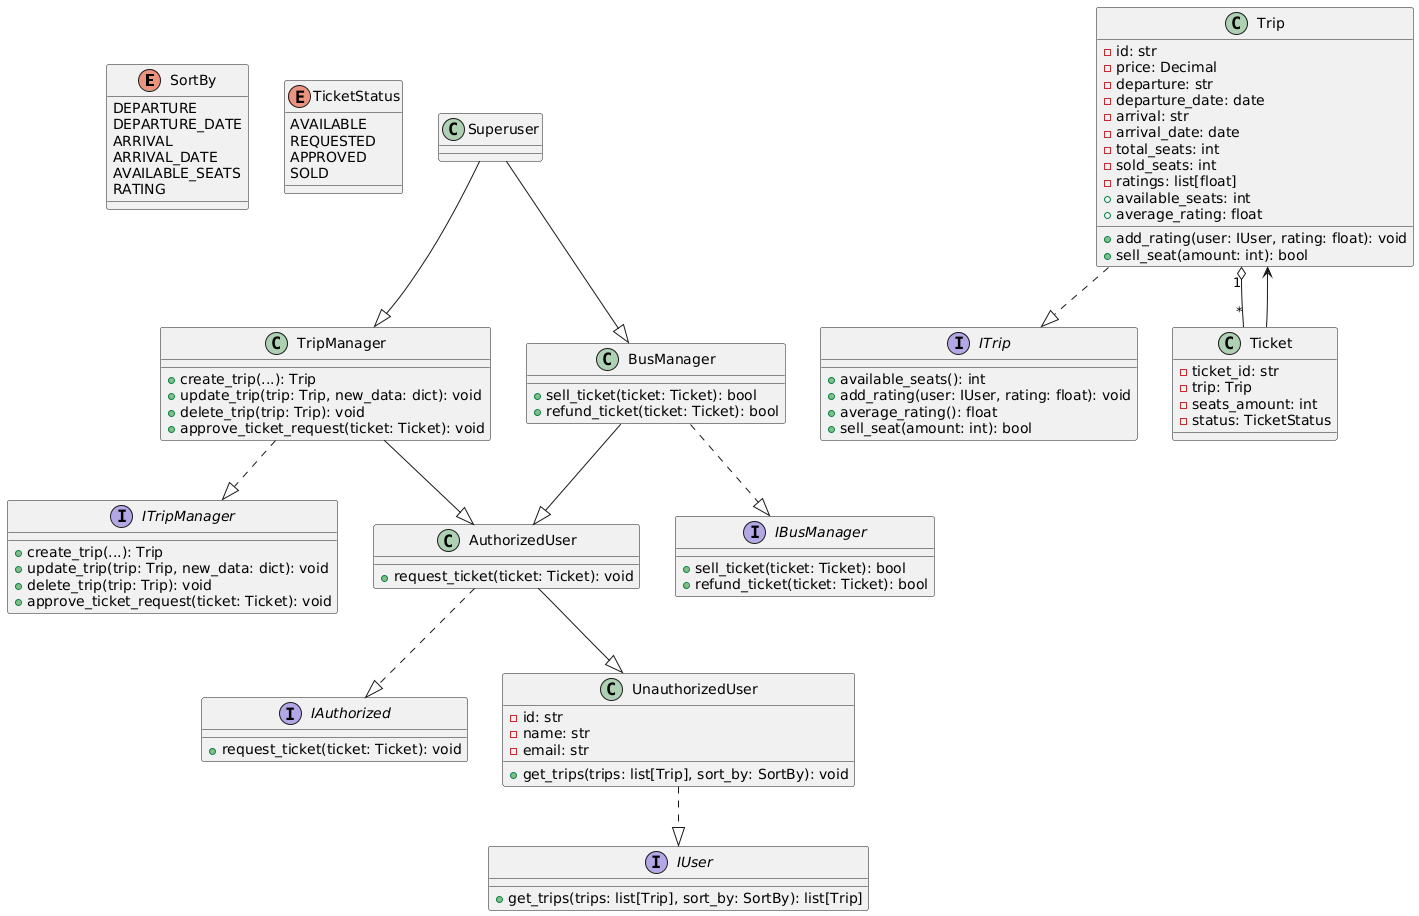 E SortBy
DEPARTURE
DEPARTURE_DATE
ARRIVAL
ARRIVAL_DATE
AVAILABLE_SEATS
RATING
E TicketStatus
AVAILABLE
REQUESTED
APPROVED
SOLD
C Superuser
C Trip
id: str
price: Decimal
departure: str
departure_date: date
arrival: str
arrival_date: date
total_seats: int
sold_seats: int
ratings: list[float]
available_seats: int
average_rating: float
add_rating(user: IUser, rating: float): void
sell_seat(amount: int): bool
1
*
C TripManager
create_trip(...): Trip
update_trip(trip: Trip, new_data: dict): void
delete_trip(trip: Trip): void
approve_ticket_request(ticket: Ticket): void
C BusManager
sell_ticket(ticket: Ticket): bool
refund_ticket(ticket: Ticket): bool
I ITrip
available_seats(): int
add_rating(user: IUser, rating: float): void
average_rating(): float
sell_seat(amount: int): bool
C Ticket
ticket_id: str
trip: Trip
seats_amount: int
status: TicketStatus
I ITripManager
create_trip(...): Trip
update_trip(trip: Trip, new_data: dict): void
delete_trip(trip: Trip): void
approve_ticket_request(ticket: Ticket): void
C AuthorizedUser
request_ticket(ticket: Ticket): void
I IBusManager
sell_ticket(ticket: Ticket): bool
refund_ticket(ticket: Ticket): bool
I IAuthorized
request_ticket(ticket: Ticket): void
C UnauthorizedUser
id: str
name: str
email: str
get_trips(trips: list[Trip], sort_by: SortBy): void
I IUser
get_trips(trips: list[Trip], sort_by: SortBy): list[Trip]